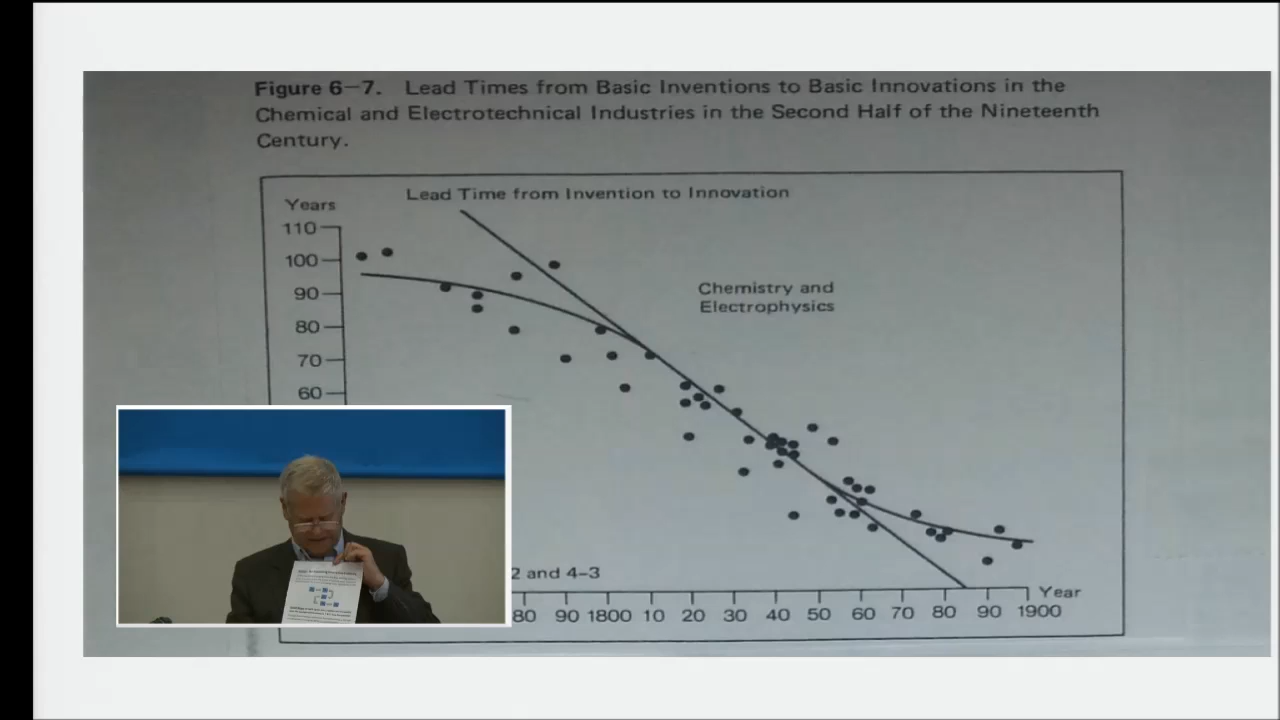 Figure 6–7. Lead Times from Basic Inventions to Basic Innovations in the
Chemical and Electrotechnical Industries in the Second Half of the Nineteenth
Century.
Lead Time from Invention to Innovation
Years
110
100
90
80
70
60
Chemistry and
Electrophysics
2 and 4–3
80 90 1800 10 20 30 40 50 60 70 80 90 1900
Year